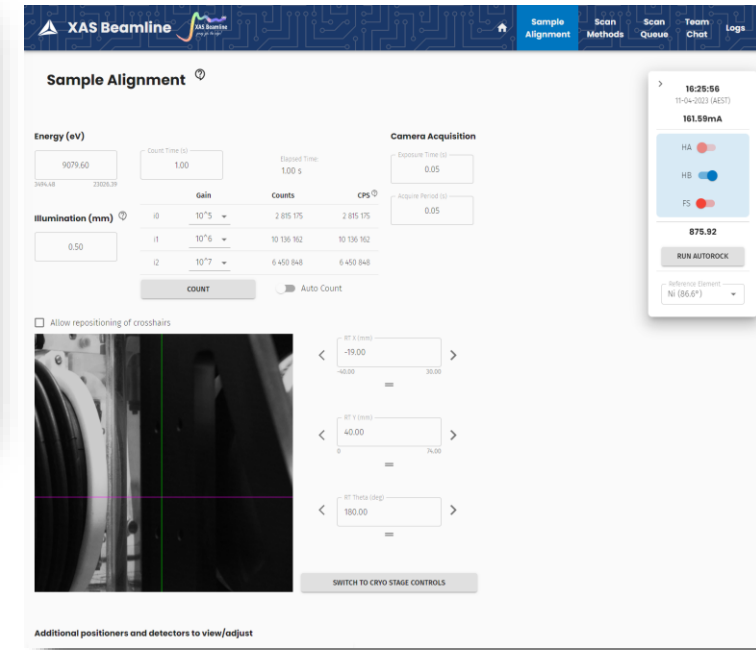 XAS Beamline
XAS Beamline
Sample Alignment
Scan Methods
Scan Queue
Team Chat
Logs
Sample Alignment
16:25:56
11-04-2023 (AEST)
161.59mA
HA
HB
FS
875.92
RUN AUTOROCK
Reference Element
Ni (86.6°)
Energy (eV)
9079.60
23028.39
Count Time (s)
1.00
Elapsed Time
1.00 s
Gain Counts CPS
i0 10^5 2 815 175 2 815 175
i1 10^6 10 136 162 10 136 162
i2 10^7 6 450 848 6 450 848
COUNT
Auto Count
Illumination (mm)
0.50
Camera Acquisition
Exposure Time (s)
0.05
Acquire Period (s)
0.05
Allow repositioning of crosshairs
RT X (mm)
-19.00
-40.00 30.00
RT Y (mm)
40.00
0 74.00
RT Theta (deg)
180.00
SWITCH TO CRYO STAGE CONTROLS
Additional positioners and detectors to view/adjust